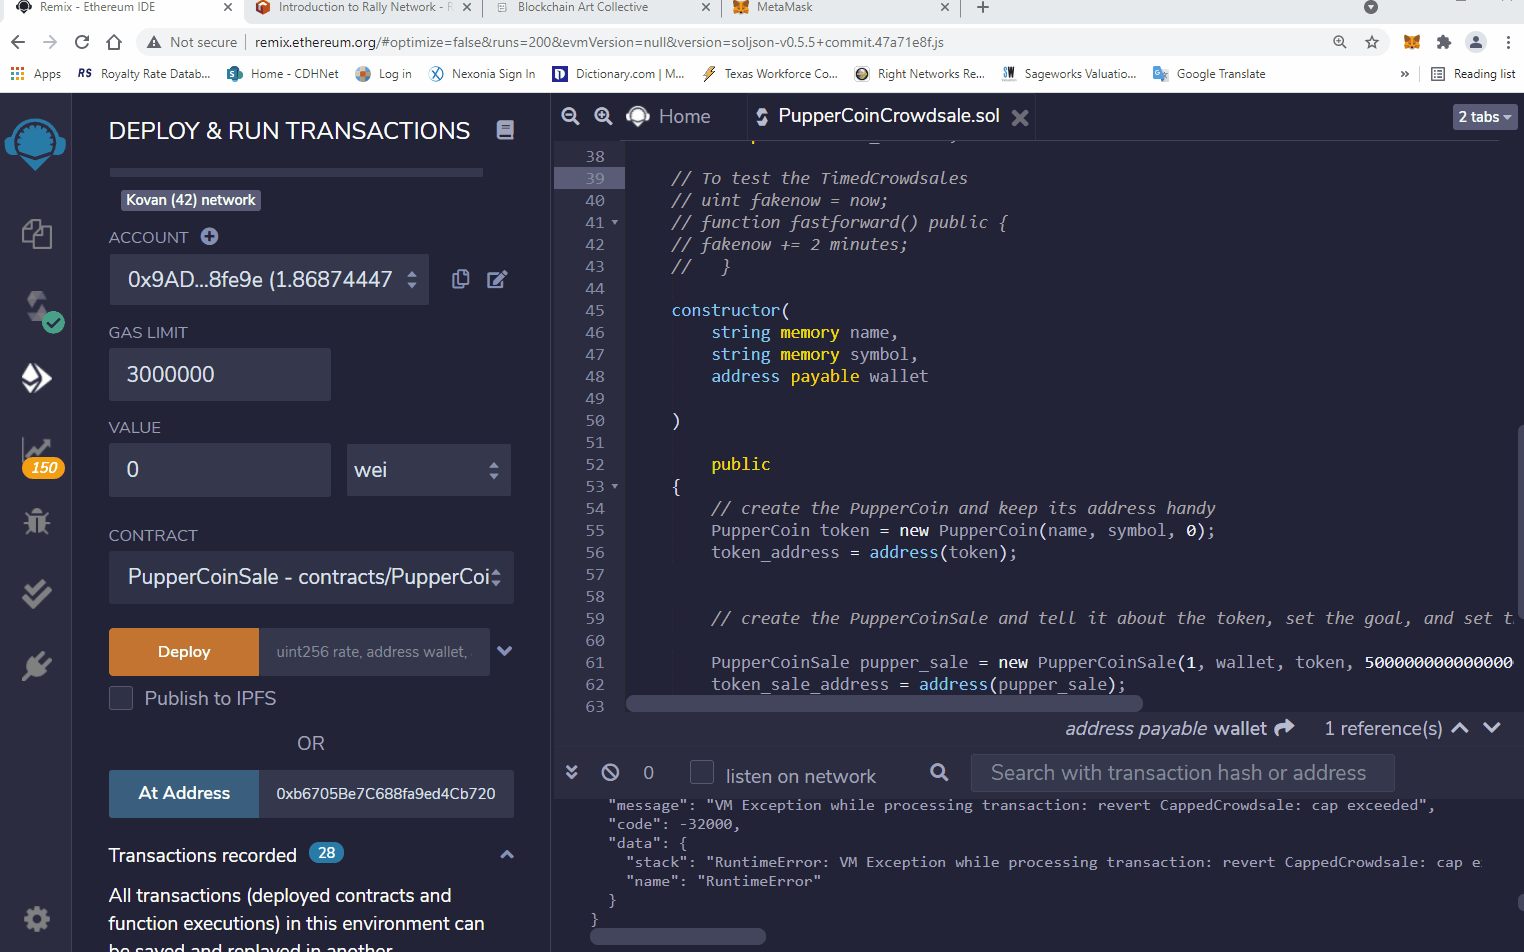 Remix - Ethereum IDE
Introduction to Rally Network - R
Blockchain Art Collective
MetaMask
Not secure
remix.ethereum.org/#optimize=false&runs=200&evmVersion=null&version=soljson-v0.5.5+commit.47a71e8f.js
Apps
RS Royalty Rate Datab...
Home - CDHNet
Log in
Nexonia Sign In
Dictionary.com | M...
Texas Workforce Co...
Right Networks Re...
Sageworks Valuatio...
Google Translate
»
Reading list
DEPLOY & RUN TRANSACTIONS
Kovan (42) network
ACCOUNT
0x9AD...8fe9e (1.86874447
GAS LIMIT
3000000
VALUE
0
wei
150
CONTRACT
PupperCoinSale - contracts/PupperCoi
Deploy
uint256 rate, address wallet,
Publish to IPFS
OR
At Address
0xb6705Be7C688fa9ed4Cb720
Transactions recorded 28
All transactions (deployed contracts and
function executions) in this environment can
be saved and replayed in another
Home
PupperCoinCrowdsale.sol
2 tabs
38
39 // To test the TimedCrowdsales
40 // uint fakenow = now;
41 // function fastforward() public {
42 // fakenow += 2 minutes;
43 //   }
44
45 constructor(
46 string memory name,
47 string memory symbol,
48 address payable wallet
49
50 )
51
52 public
53 {
54 // create the PupperCoin and keep its address handy
55 PupperCoin token = new PupperCoin(name, symbol, 0);
56 token_address = address(token);
57
58
59 // create the PupperCoinSale and tell it about the token, set the goal, and set t
60
61 PupperCoinSale pupper_sale = new PupperCoinSale(1, wallet, token, 500000000000000
62 token_sale_address = address(pupper_sale);
63
address payable wallet
1 reference(s)
0
listen on network
Search with transaction hash or address
"message": "VM Exception while processing transaction: revert CappedCrowdsale: cap exceeded",
"code": -32000,
"data": {
"stack": "RuntimeError: VM Exception while processing transaction: revert CappedCrowdsale: cap e
"name": "RuntimeError"
}
}